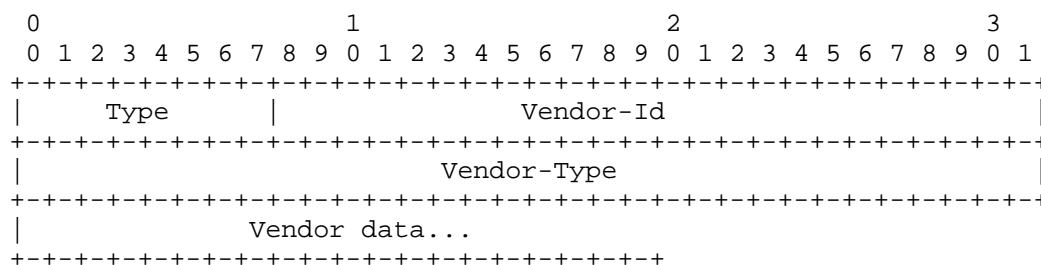 0                   1                   2                   3
 0 1 2 3 4 5 6 7 8 9 0 1 2 3 4 5 6 7 8 9 0 1 2 3 4 5 6 7 8 9 0 1
+-+-+-+-+-+-+-+-+-+-+-+-+-+-+-+-+-+-+-+-+-+-+-+-+-+-+-+-+-+-+-+-+
|     Type      |               Vendor-Id                       |
+-+-+-+-+-+-+-+-+-+-+-+-+-+-+-+-+-+-+-+-+-+-+-+-+-+-+-+-+-+-+-+-+
|                          Vendor-Type                          |
+-+-+-+-+-+-+-+-+-+-+-+-+-+-+-+-+-+-+-+-+-+-+-+-+-+-+-+-+-+-+-+-+
|              Vendor data...
+-+-+-+-+-+-+-+-+-+-+-+-+-+-+-+-+-+-+-+-+